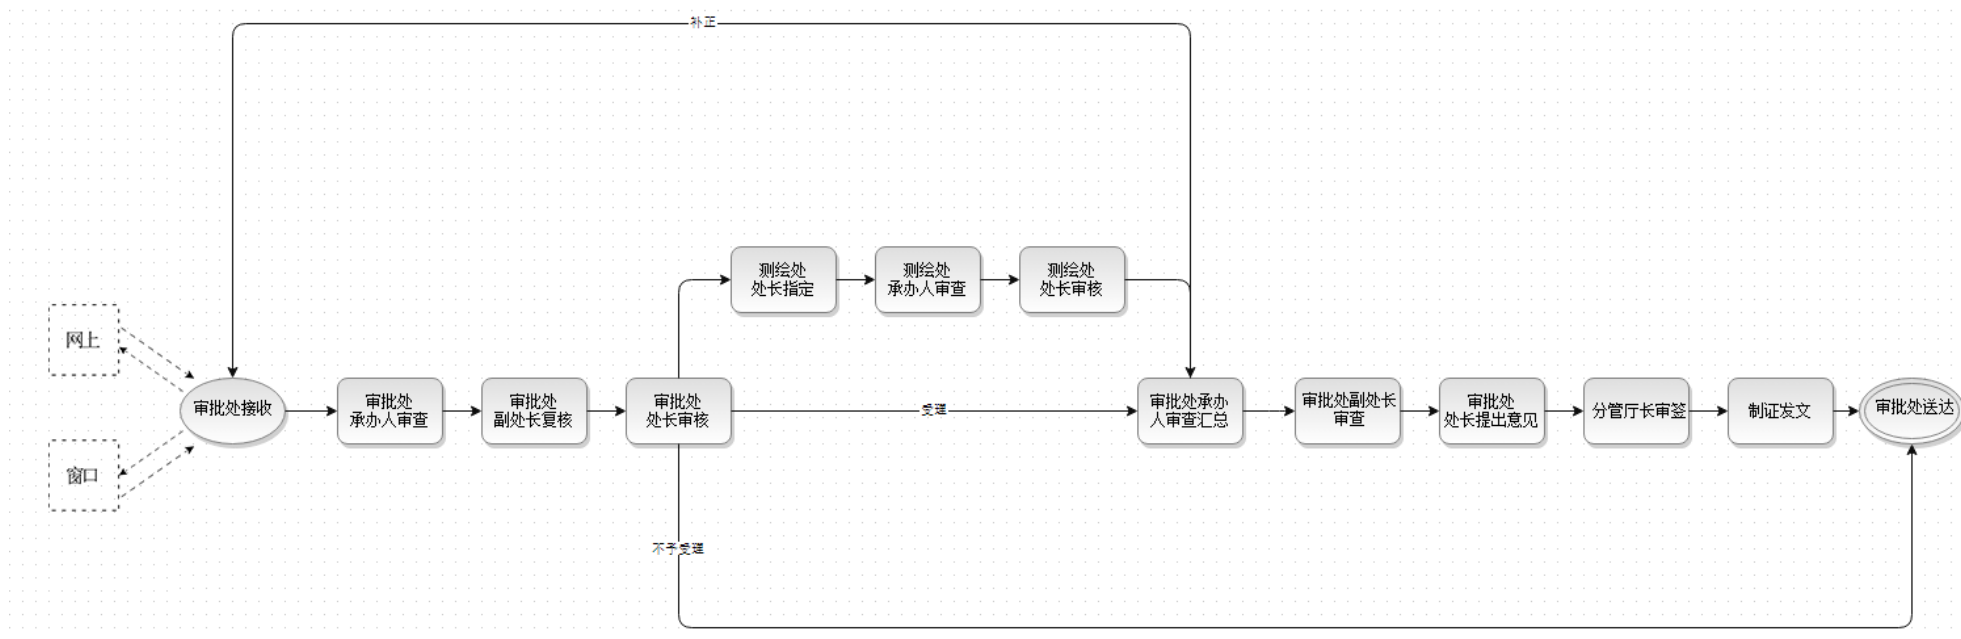 补正
测绘处
处长指定
测绘处
承办人审查
测绘处
处长审核
网上
窗口
审批处接收
审批处
承办人审查
审批处
副处长复核
审批处
处长审核
受理
不予受理
审批处承办
人审查汇总
审批处副处长
审查
审批处
处长提出意见
分管厅长审签
制证发文
审批处送达